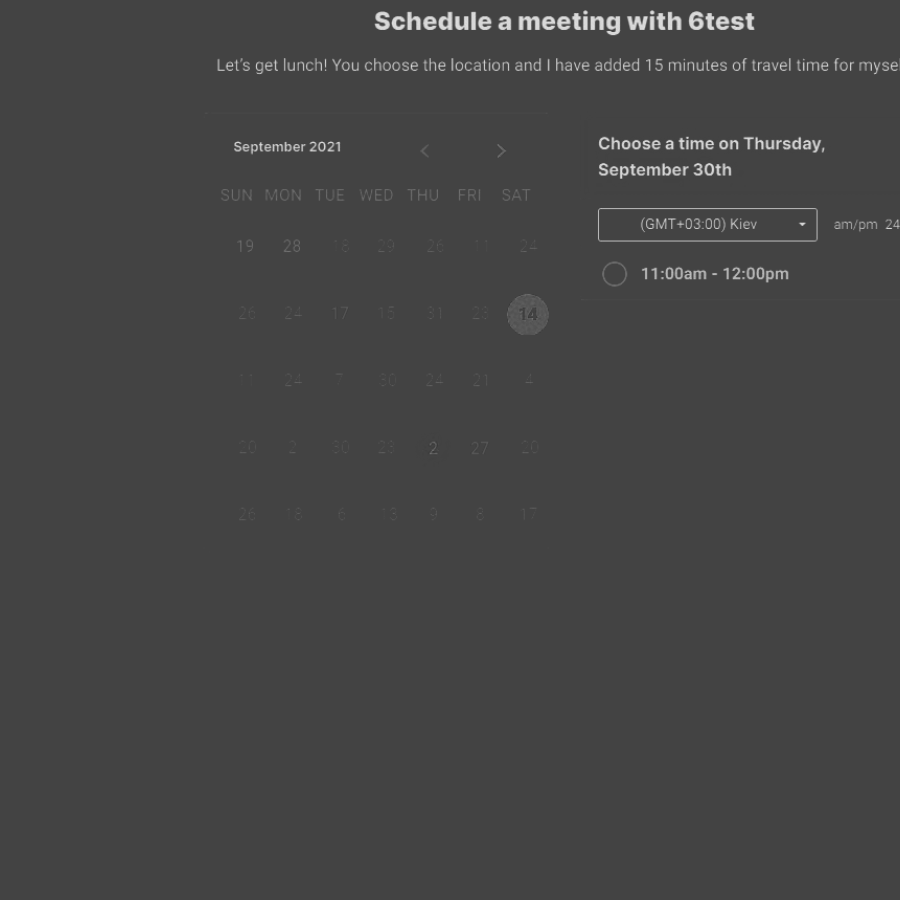 Schedule a meeting with 6test
Let's get lunch! You choose the location and I have added 15 minutes of travel time for myse
September 2021
Choose a time on Thursday,
September 30th
SUN MON TUE WED THU FRI SAT
(GMT+03:00) Kiev
am/pm 24
19 28 18 29 26 11 24
11:00am - 12:00pm
26 24 17 15 31 23 14
11 24 7 30 24 21 4
20 2 30 23 2 27 20
26 18 6 13 9 8 17